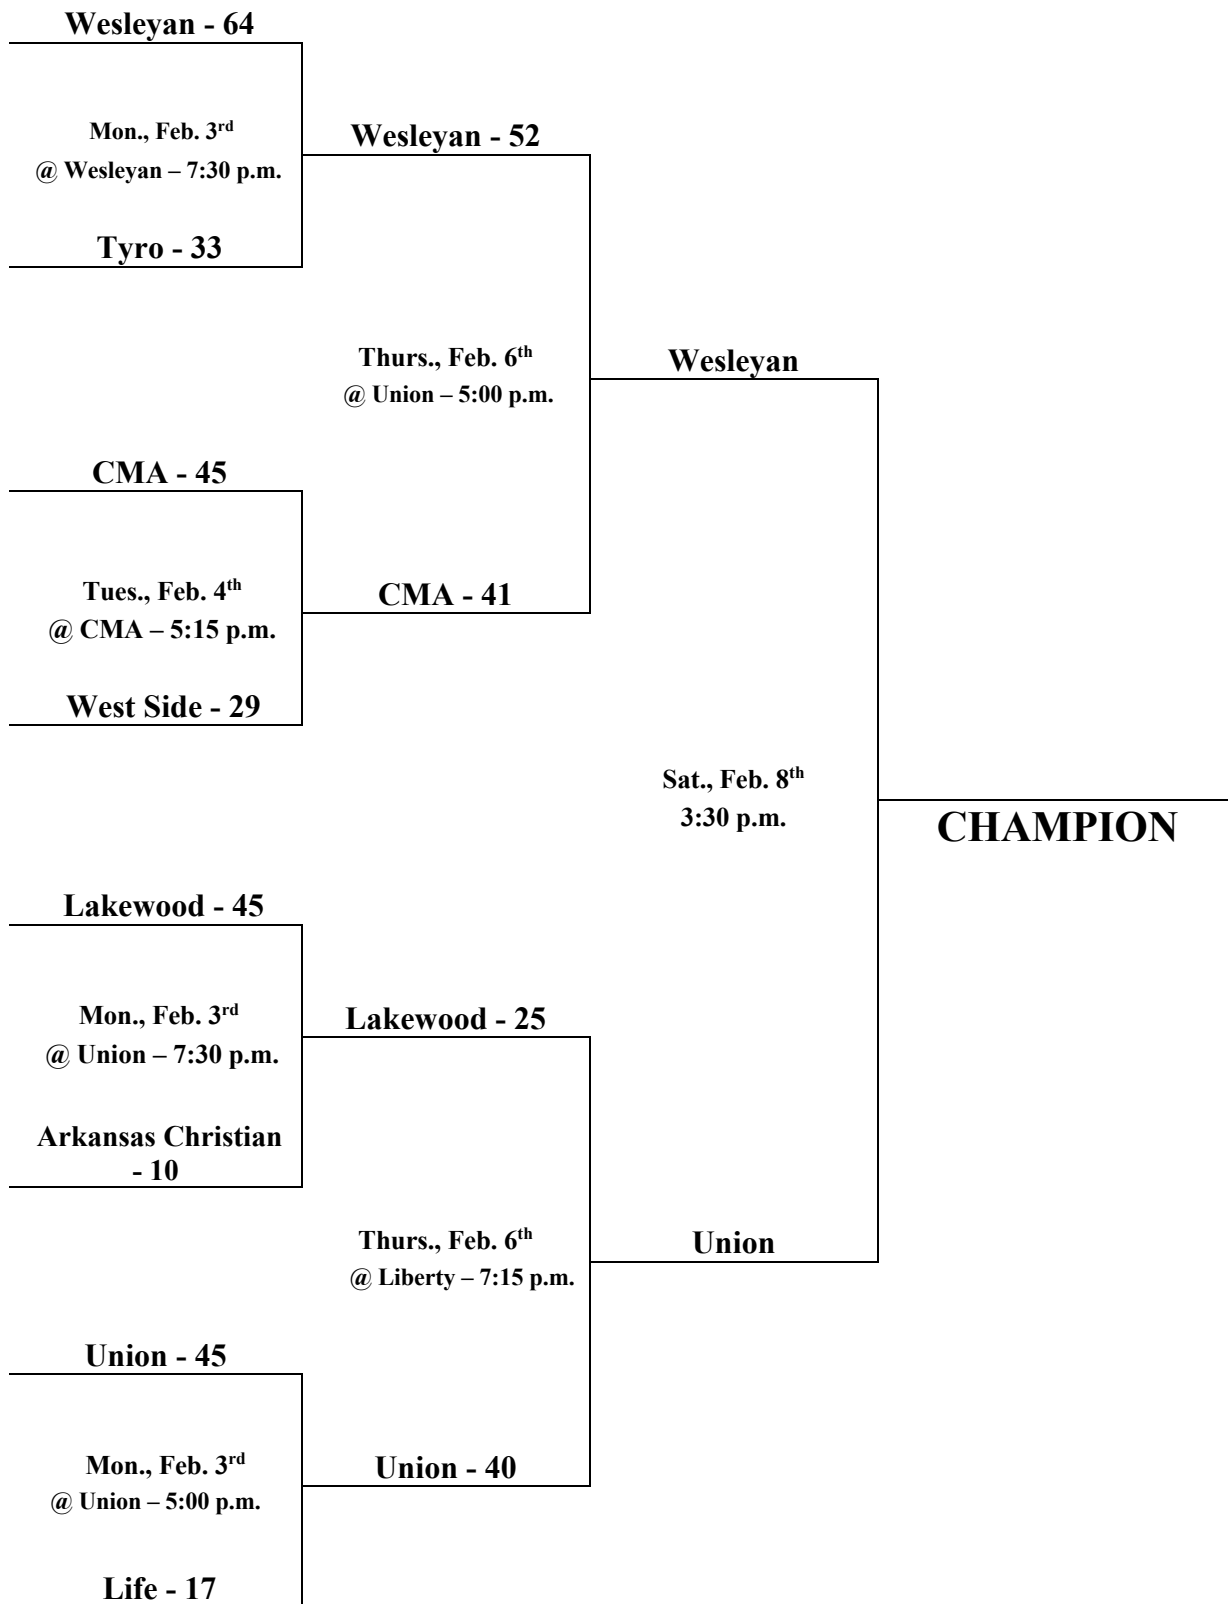 Wesleyan - 64
Mon., Feb. 3rd
@ Wesleyan – 7:30 p.m.
Tyro - 33
Wesleyan - 52
Thurs., Feb. 6th
@ Union – 5:00 p.m.
CMA - 45
Tues., Feb. 4th
@ CMA – 5:15 p.m.
West Side - 29
CMA - 41
Wesleyan
Sat., Feb. 8th
3:30 p.m.
CHAMPION
Lakewood - 45
Mon., Feb. 3rd
@ Union – 7:30 p.m.
Arkansas Christian
- 10
Lakewood - 25
Thurs., Feb. 6th
@ Liberty – 7:15 p.m.
Union
Union - 45
Mon., Feb. 3rd
@ Union – 5:00 p.m.
Life - 17
Union - 40